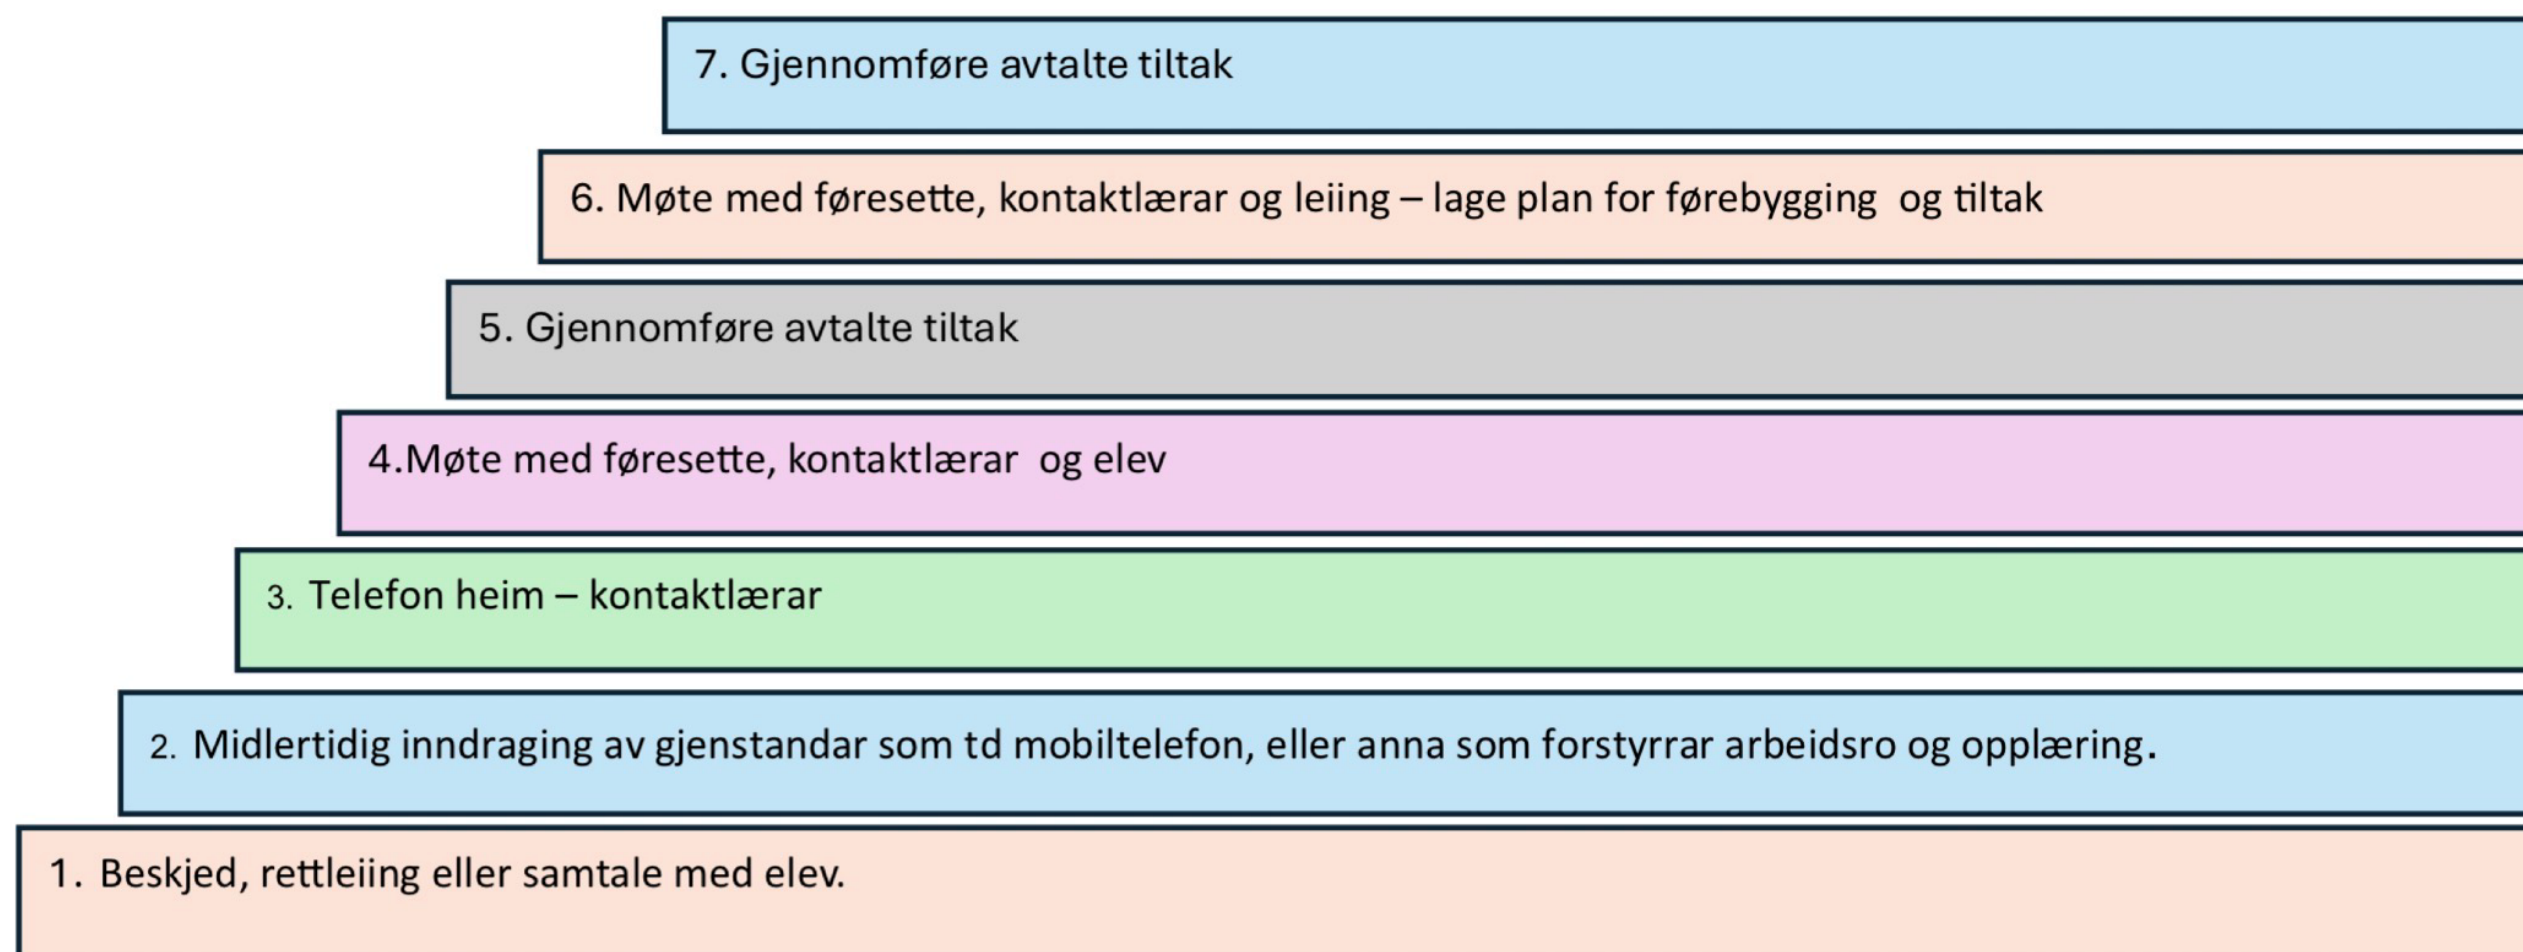 7. Gjennomføre avtalte tiltak
6. Møte med føresette, kontaktlærar og leiing – lage plan for førebygging  og tiltak
5. Gjennomføre avtalte tiltak
4.Møte med føresette, kontaktlærar  og elev
3. Telefon heim – kontaktlærar
2. Midlertidig inndraging av gjenstandar som td mobiltelefon, eller anna som forstyrrar arbeidsro og opplæring.
1. Beskjed, rettleiing eller samtale med elev.